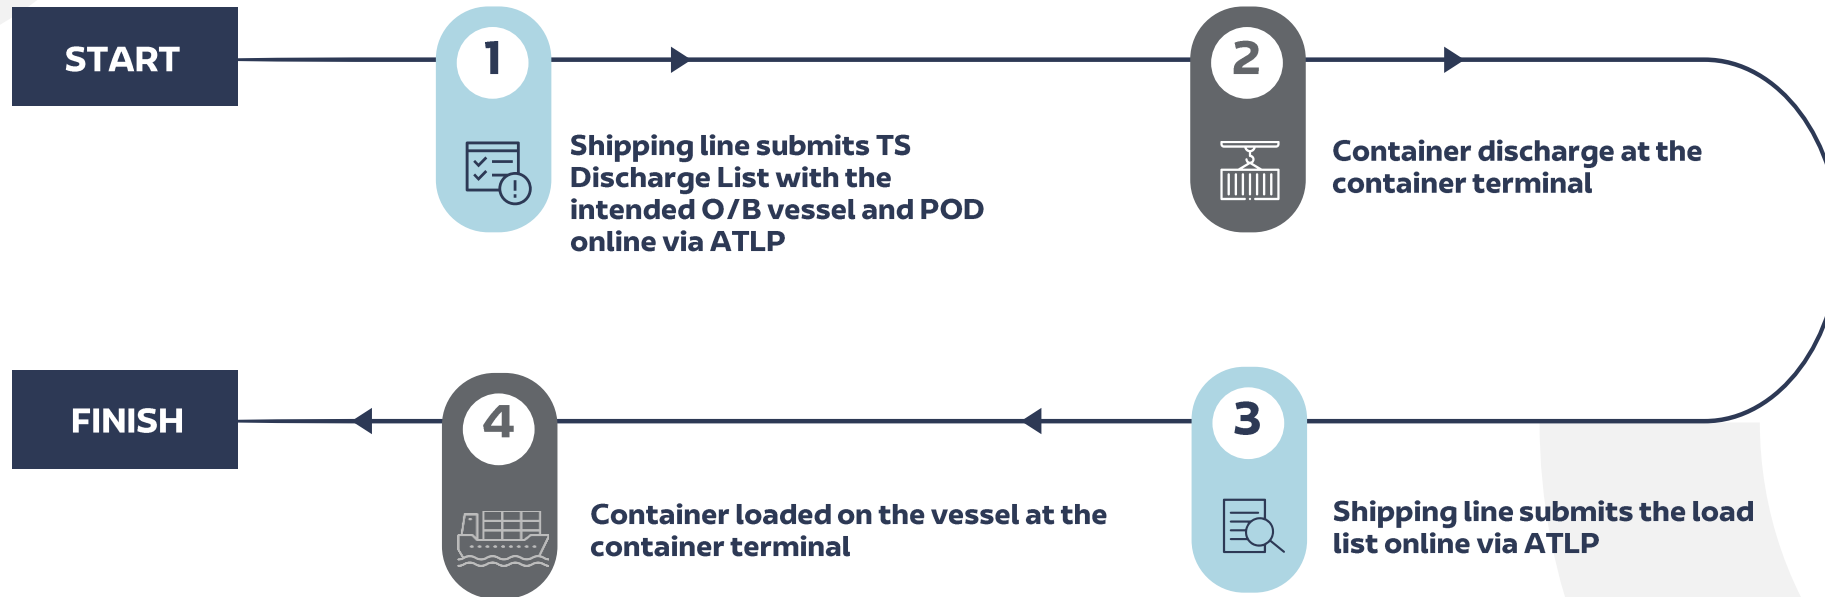 START
1
2
Shipping line submits TS
Discharge List with the
intended O/B vessel and POD
online via ATLP
Container discharge at the
container terminal
3
Shipping line submits the load
list online via ATLP
4
Container loaded on the vessel at the
container terminal
FINISH